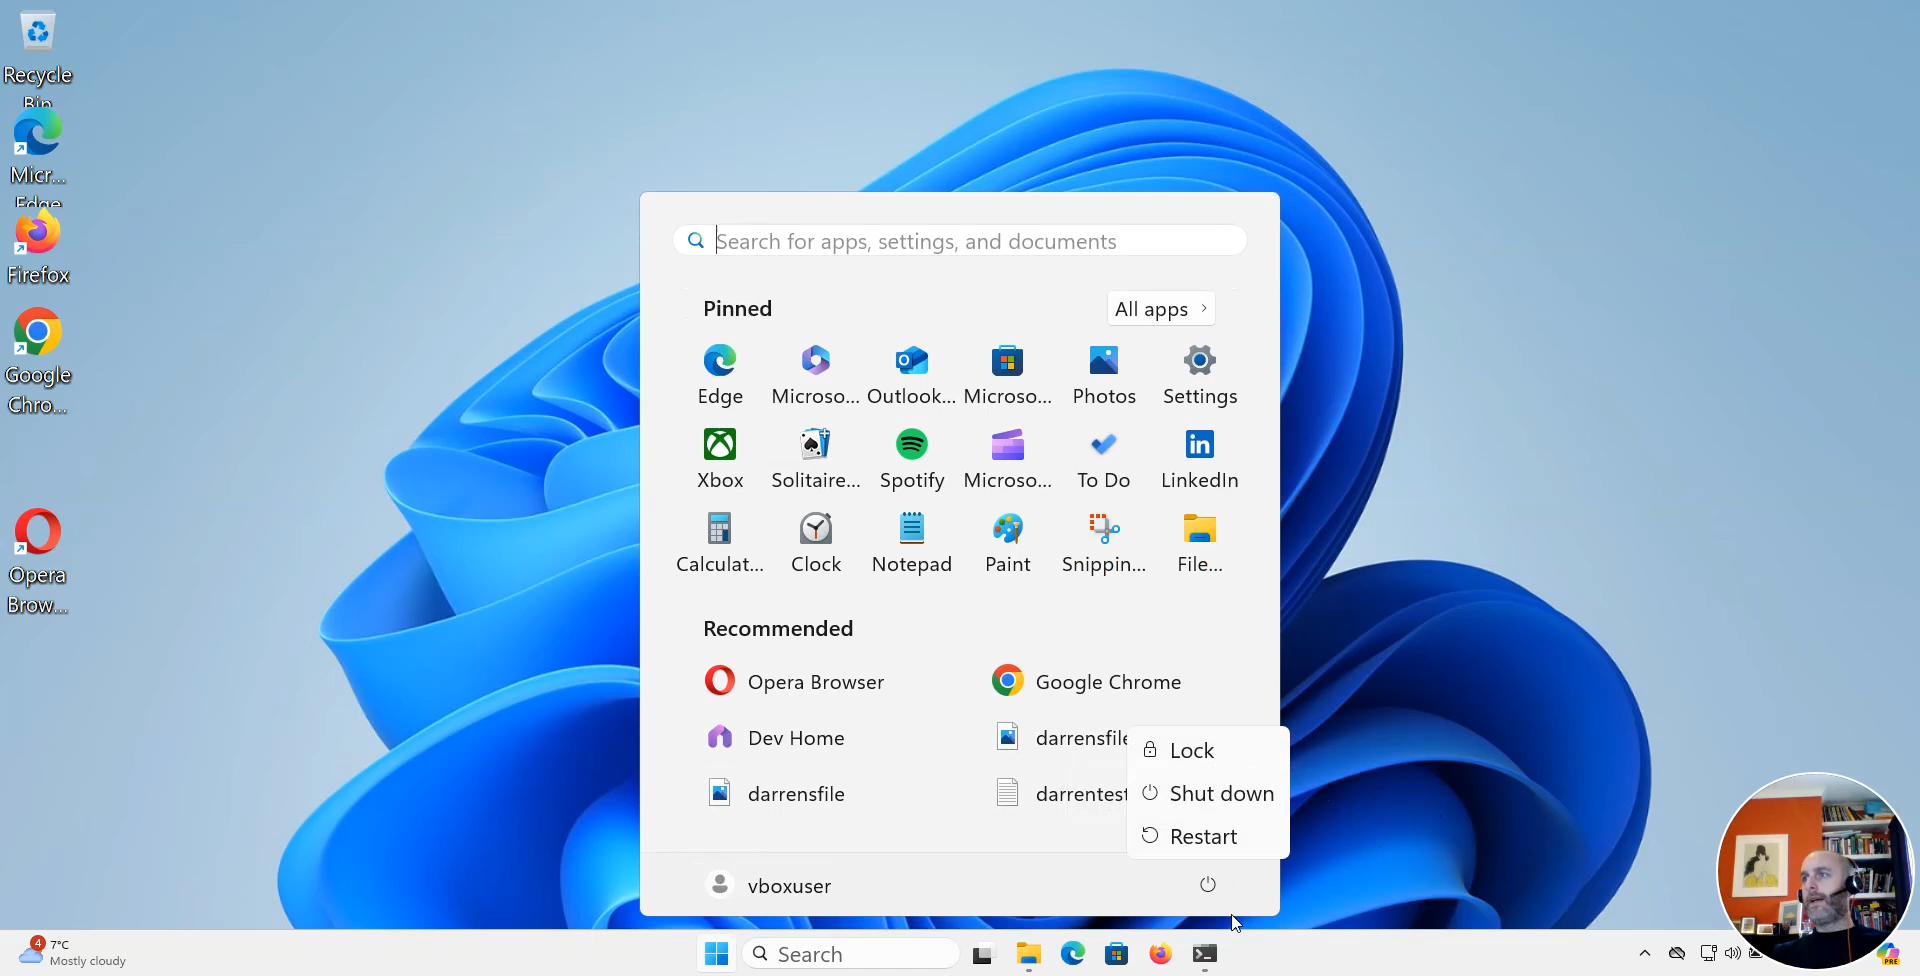 Recycle
Bin
Micr...
Edge
Firefox
Google
Chro...
Opera
Brow...
Search for apps, settings, and documents
Pinned
All apps
Edge
Microso...
Outlook...
Microso...
Photos
Settings
Xbox
Solitaire...
Spotify
Microso...
To Do
LinkedIn
Calculat...
Clock
Notepad
Paint
Snippin...
File...
Recommended
Opera Browser
Google Chrome
Dev Home
darrensfile
darrensfile
darrentest
Lock
Shut down
Restart
vboxuser
4
7°C
Mostly cloudy
Search
PRE